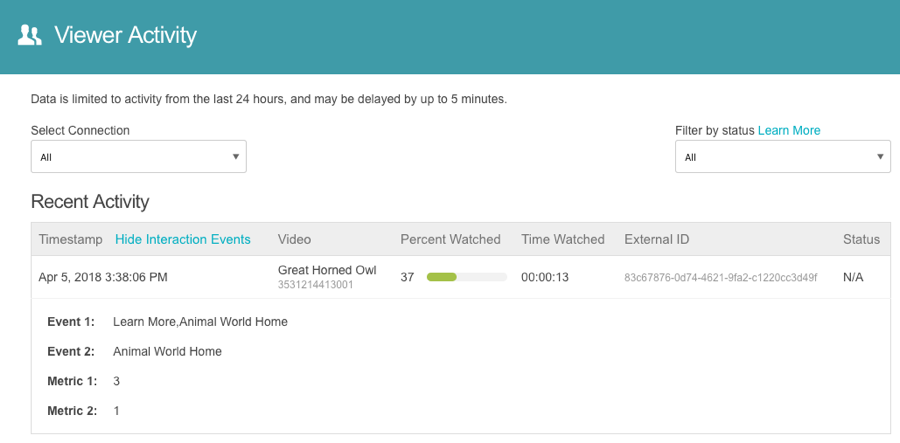 Viewer Activity
Data is limited to activity from the last 24 hours, and may be delayed by up to 5 minutes.
Select Connection
Filter by status Learn More
All
All
Recent Activity
Timestamp Hide Interaction Events Video Percent Watched Time Watched External ID Status
Apr 5, 2018 3:38:06 PM Great Horned Owl 37 00:00:13 83c67876-0d74-4621-9fa2-c1220cc3d49f N/A
3531214413001
Event 1: Learn More,Animal World Home
Event 2: Animal World Home
Metric 1: 3
Metric 2: 1